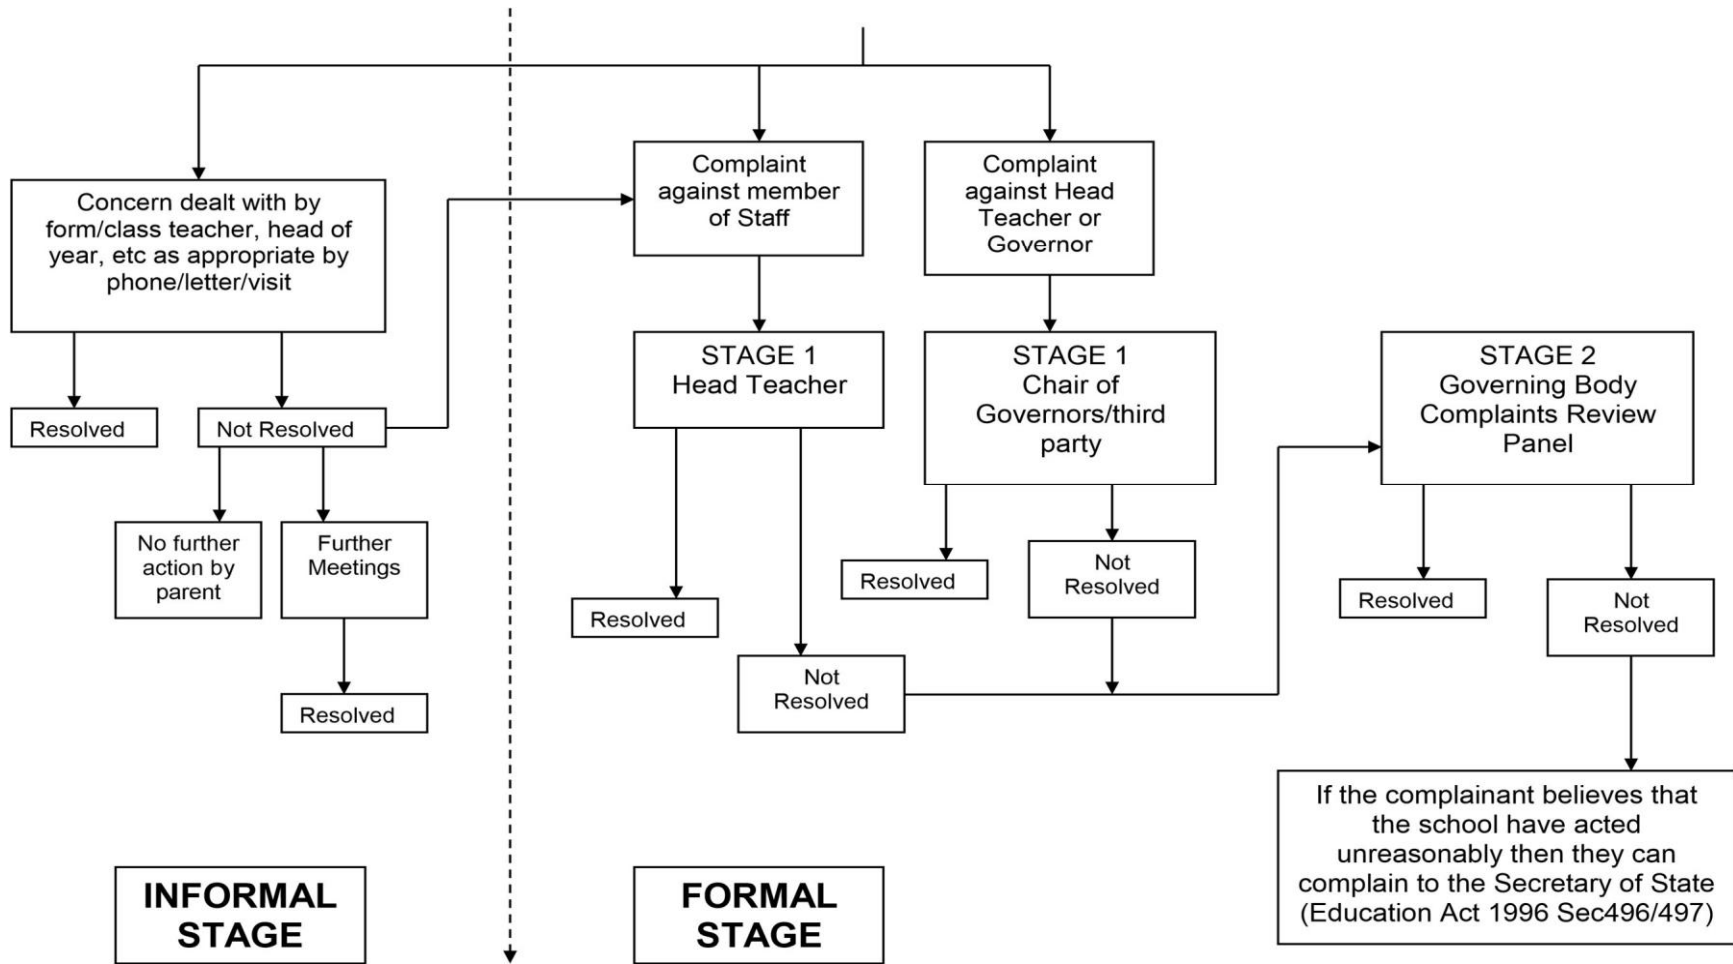 Concern dealt with by
form/class teacher, head of
year, etc as appropriate by
phone/letter/visit
Resolved
Not Resolved
No further
action by
parent
Further
Meetings
Resolved
INFORMAL
STAGE
Complaint
against member
of Staff
STAGE 1
Head Teacher
Resolved
Not
Resolved
FORMAL
STAGE
Complaint
against Head
Teacher or
Governor
STAGE 1
Chair of
Governors/third
party
Resolved
Not
Resolved
STAGE 2
Governing Body
Complaints Review
Panel
Resolved
Not
Resolved
If the complainant believes that
the school have acted
unreasonably then they can
complain to the Secretary of State
(Education Act 1996 Sec496/497)